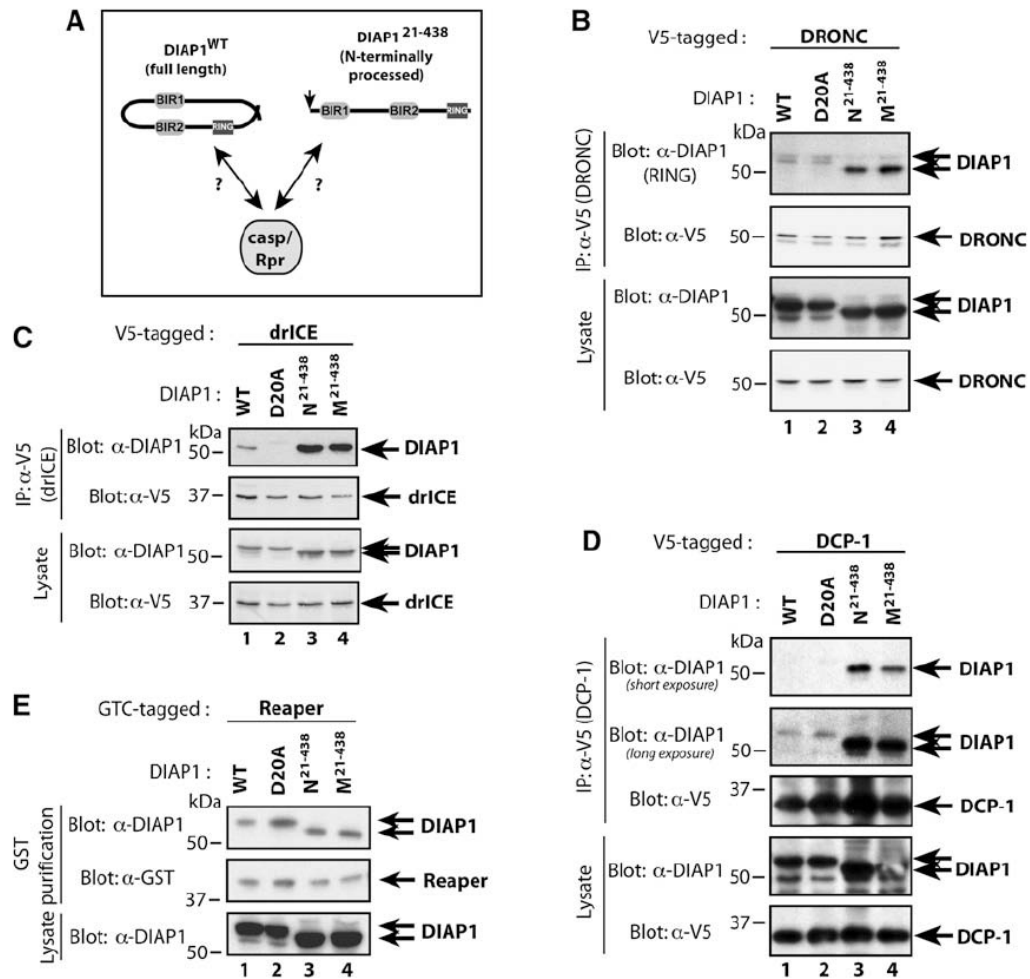 A
DIAP1WT
(full length)
DIAP1 21-438
(N-terminally
processed)
BIR1
BIR2
RING
BIR1
BIR2
RING
?
?
casp/
Rpr
B
V5-tagged : DRONC
DIAP1 : WT D20A N21-438 M21-438
kDa
IP: α-V5 (DRONC)
Blot: α-DIAP1
(RING)
50
DIAP1
Blot: α-V5
50
DRONC
Lysate
Blot: α-DIAP1
50
DIAP1
Blot: α-V5
50
DRONC
1 2 3 4
C
V5-tagged : drICE
DIAP1 : WT D20A N21-438 M21-438
kDa
IP: α-V5
(drICE)
Blot: α-DIAP1
50
DIAP1
Blot: α-V5
37
drICE
Lysate
Blot: α-DIAP1
50
DIAP1
Blot: α-V5
37
drICE
1 2 3 4
D
V5-tagged : DCP-1
DIAP1 : WT D20A N21-438 M21-438
kDa
IP: α-V5 (DCP-1)
Blot: α-DIAP1
(short exposure)
50
DIAP1
Blot: α-DIAP1
(long exposure)
50
DIAP1
Blot: α-V5
37
DCP-1
Lysate
Blot: α-DIAP1
50
DIAP1
Blot: α-V5
37
DCP-1
1 2 3 4
E
GTC-tagged : Reaper
DIAP1 : WT D20A N21-438 M21-438
kDa
GST
purification
Blot: α-DIAP1
50
DIAP1
Blot: α-GST
37
Reaper
Lysate
Blot: α-DIAP1
50
DIAP1
1 2 3 4